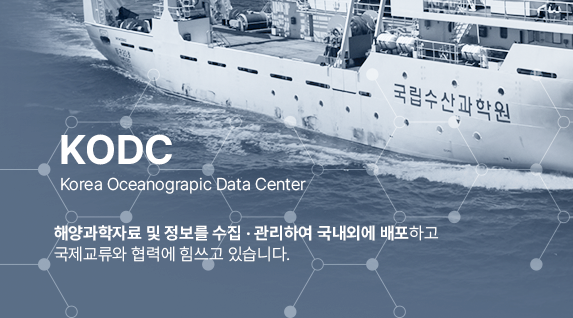 국립수산과학원
KODC
Korea Oceanograpic Data Center
해양과학자료 및 정보를 수집 · 관리하여 국내외에 배포하고
국제교류와 협력에 힘쓰고 있습니다.